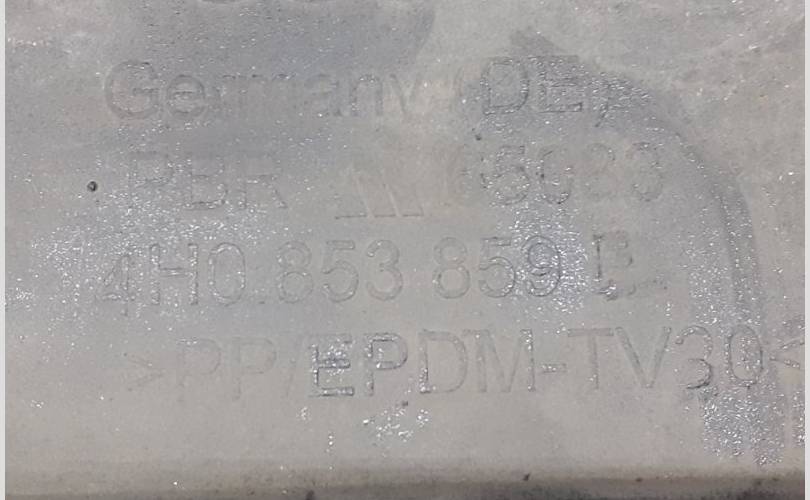 Germany (DE)
PBR
4H0.853 859 B
>PP/EPDM-TV30<